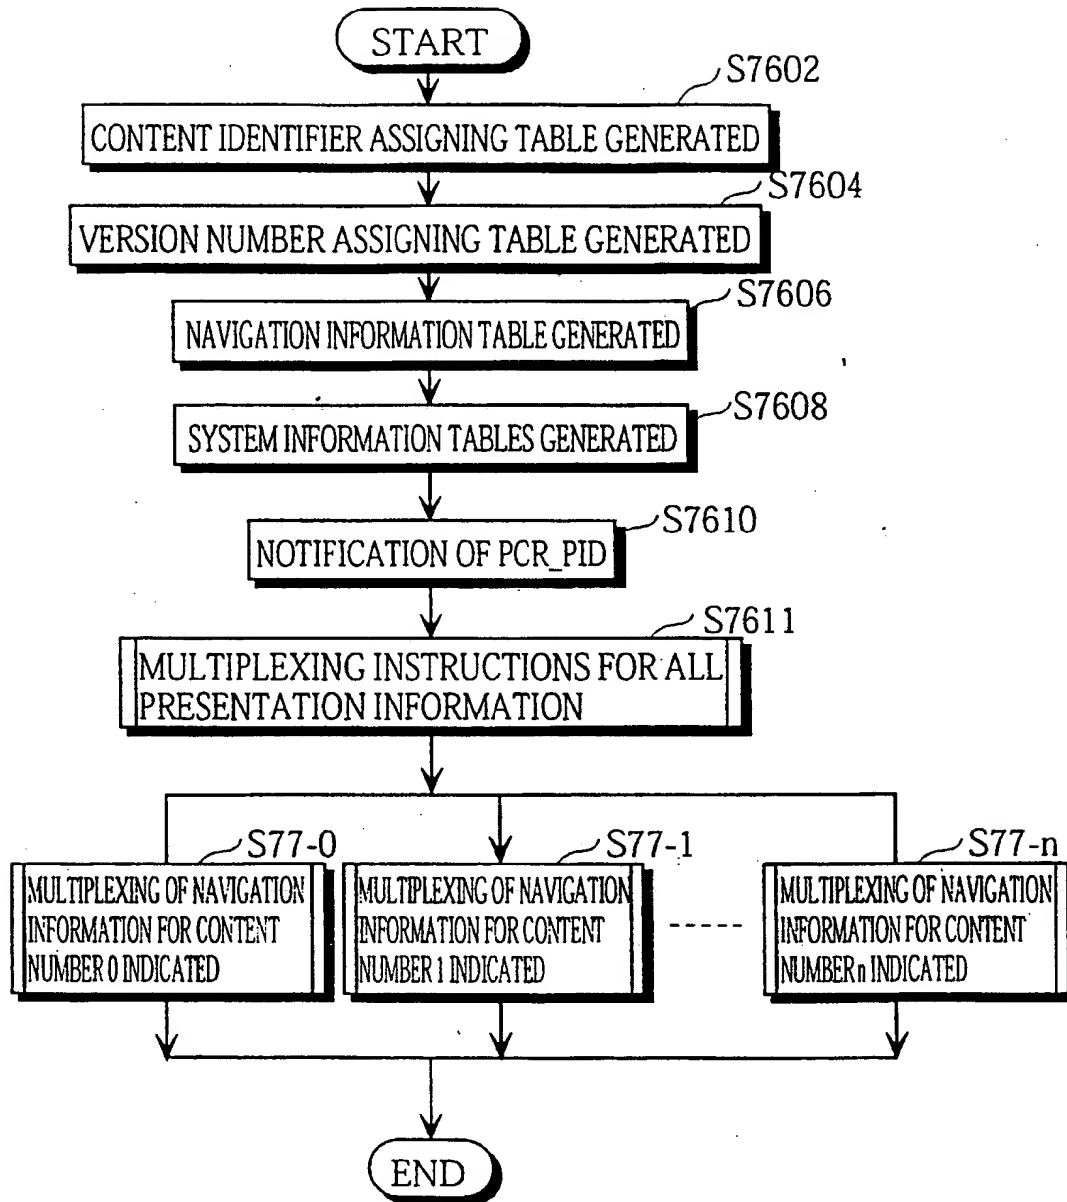 START
S7602
CONTENT IDENTIFIER ASSIGNING TABLE GENERATED
S7604
VERSION NUMBER ASSIGNING TABLE GENERATED
S7606
NAVIGATION INFORMATION TABLE GENERATED
S7608
SYSTEM INFORMATION TABLES GENERATED
S7610
NOTIFICATION OF PCR_PID
S7611
MULTIPLEXING INSTRUCTIONS FOR ALL
PRESENTATION INFORMATION
S77-0
MULTIPLEXING OF NAVIGATION
INFORMATION FOR CONTENT
NUMBER 0 INDICATED
S77-1
MULTIPLEXING OF NAVIGATION
INFORMATION FOR CONTENT
NUMBER 1 INDICATED
S77-n
MULTIPLEXING OF NAVIGATION
INFORMATION FOR CONTENT
NUMBER n INDICATED
END